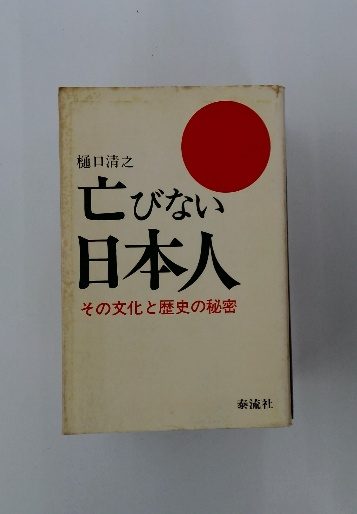 樋口清之
亡びない
日本人
その文化と歴史の秘密
泰流社